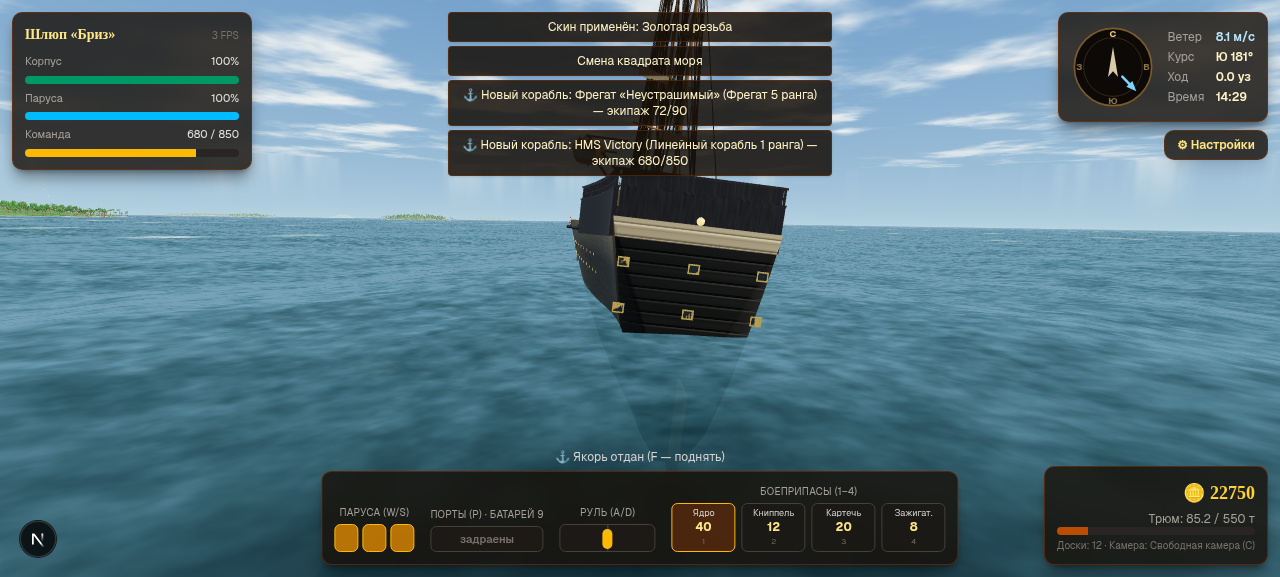 Шлюп «Бриз»
3 FPS
Корпус 100%
Паруса 100%
Команда 680 / 850
Скин применён: Золотая резьба
Смена квадрата моря
⚓ Новый корабль: Фрегат «Неустрашимый» (Фрегат 5 ранга)
— экипаж 72/90
⚓ Новый корабль: HMS Victory (Линейный корабль 1 ранга) —
экипаж 680/850
С
З
В
Ю
Ветер 8.1 м/с
Курс Ю 181°
Ход 0.0 уз
Время 14:29
⚙ Настройки
⚓ Якорь отдан (F — поднять)
ПАРУСА (W/S)
ПОРТЫ (P) · БАТАРЕЙ 9
задраены
РУЛЬ (A/D)
БОЕПРИПАСЫ (1–4)
Ядро
40
1
Книппель
12
2
Картечь
20
3
Зажигат.
8
4
22750
Трюм: 85.2 / 550 т
Доски: 12 · Камера: Свободная камера (C)
N